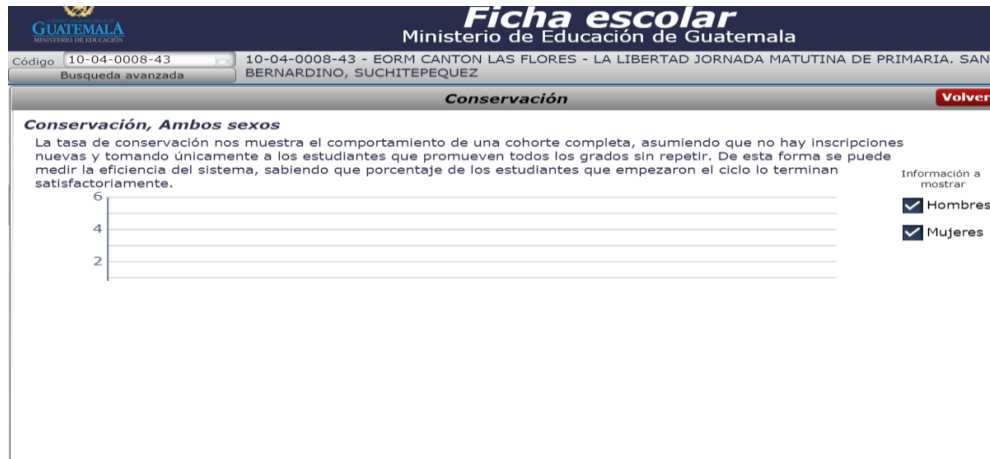 GUATEMALA
MINISTERIO DE EDUCACIÓN
Ficha escolar
Ministerio de Educación de Guatemala
Código 10-04-0008-43
Busqueda avanzada
10-04-0008-43 - EORM CANTON LAS FLORES - LA LIBERTAD JORNADA MATUTINA DE PRIMARIA. SAN
BERNARDINO, SUCHITEPEQUEZ
Conservación
Volver
Conservación, Ambos sexos
La tasa de conservación nos muestra el comportamiento de una cohorte completa, asumiendo que no hay inscripciones
nuevas y tomando únicamente a los estudiantes que promueven todos los grados sin repetir. De esta forma se puede
medir la eficiencia del sistema, sabiendo que porcentaje de los estudiantes que empezaron el ciclo lo terminan
satisfactoriamente.
Información a
mostrar
Hombres
Mujeres
6
4
2